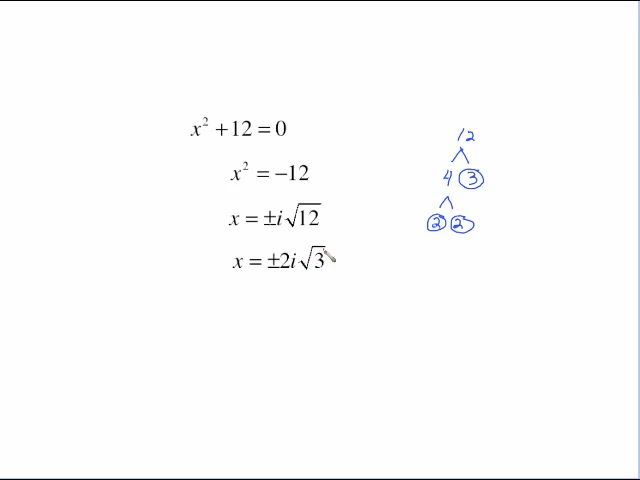 x² + 12 = 0
x² = −12
x = ±i√12
x = ±2i√3
12
4 3
2 2